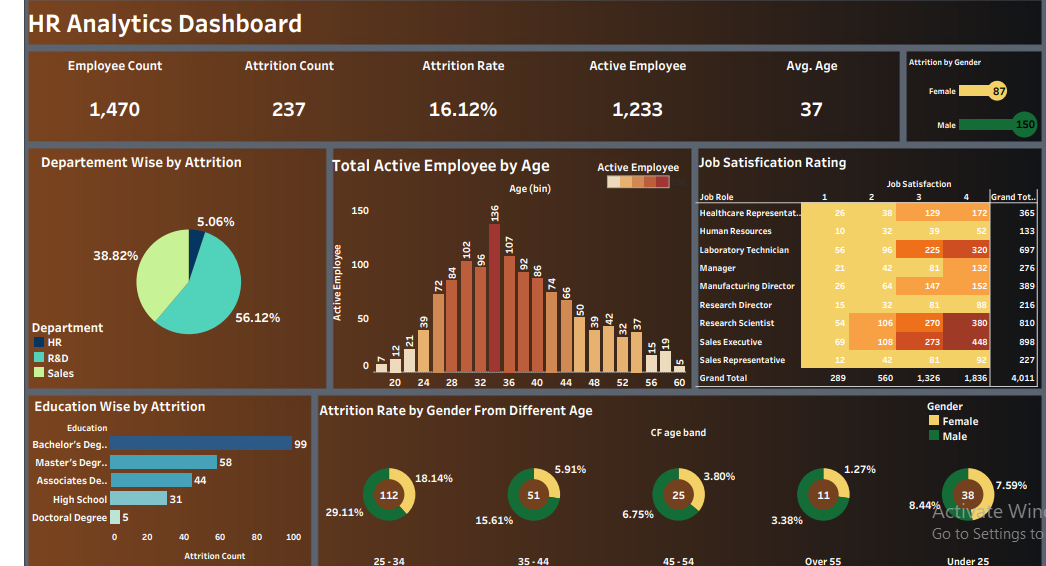 HR Analytics Dashboard
Employee Count
Attrition Count
Attrition Rate
Active Employee
Avg. Age
1,470
237
16.12%
1,233
37
Attrition by Gender
Female 87
Male 150
Departement Wise by Attrition
5.06%
38.82%
56.12%
Department
HR
R&D
Sales
Total Active Employee by Age
Active Employee
Age (bin)
Active Employee
150
100
50
0
7
12
21
39
72
84
102
96
136
107
92
86
74
66
50
39
42
32
37
15
19
5
20 24 28 32 36 40 44 48 52 56 60
Job Satisfication Rating
Job Satisfaction
Job Role 1 2 3 4 Grand Tot..
Healthcare Representat.. 26 38 129 172 365
Human Resources 10 32 39 52 133
Laboratory Technician 56 96 225 320 697
Manager 21 42 81 132 276
Manufacturing Director 26 64 147 152 389
Research Director 15 32 81 88 216
Research Scientist 54 106 270 380 810
Sales Executive 69 108 273 448 898
Sales Representative 12 42 81 92 227
Grand Total 289 560 1,326 1,836 4,011
Education Wise by Attrition
Education
Bachelor's Deg.. 99
Master's Degr.. 58
Associates De.. 44
High School 31
Doctoral Degree 5
0 20 40 60 80 100
Attrition Count
Attrition Rate by Gender From Different Age
Gender
Female
Male
CF age band
18.14%
112
29.11%
25 - 34
5.91%
51
15.61%
35 - 44
3.80%
25
6.75%
45 - 54
1.27%
11
3.38%
Over 55
7.59%
38
8.44%
Under 25
Activate Win
Go to Settings to